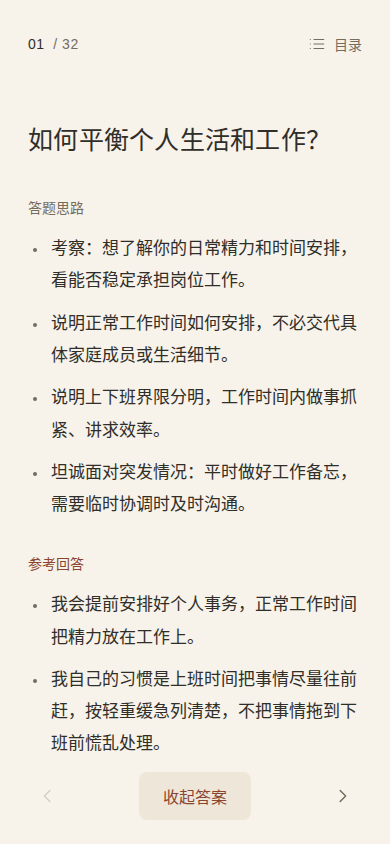 01 / 32
目录
如何平衡个人生活和工作?
答题思路
• 考察：想了解你的日常精力和时间安排，
看能否稳定承担岗位工作。
• 说明正常工作时间如何安排，不必交代具
体家庭成员或生活细节。
• 说明上下班界限分明，工作时间内做事抓
紧、讲求效率。
• 坦诚面对突发情况：平时做好工作备忘，
需要临时协调时及时沟通。
参考回答
• 我会提前安排好个人事务，正常工作时间
把精力放在工作上。
• 我自己的习惯是上班时间把事情尽量往前
赶，按轻重缓急列清楚，不把事情拖到下
班前慌乱处理。
收起答案